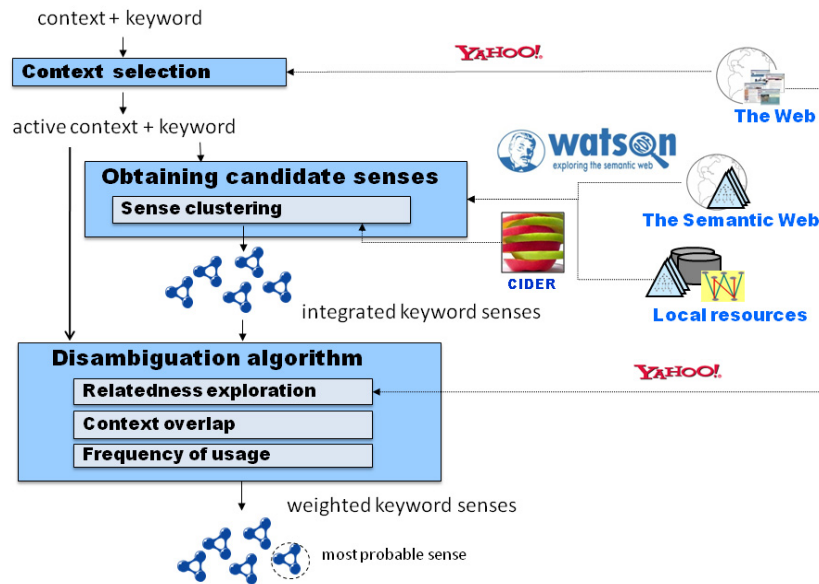 context + keyword
YAHOO!
Context selection
The Web
active context + keyword
watson
exploring the semantic web
Obtaining candidate senses
Sense clustering
The Semantic Web
CIDER
integrated keyword senses
Local resources
Disambiguation algorithm
YAHOO!
Relatedness exploration
Context overlap
Frequency of usage
weighted keyword senses
most probable sense